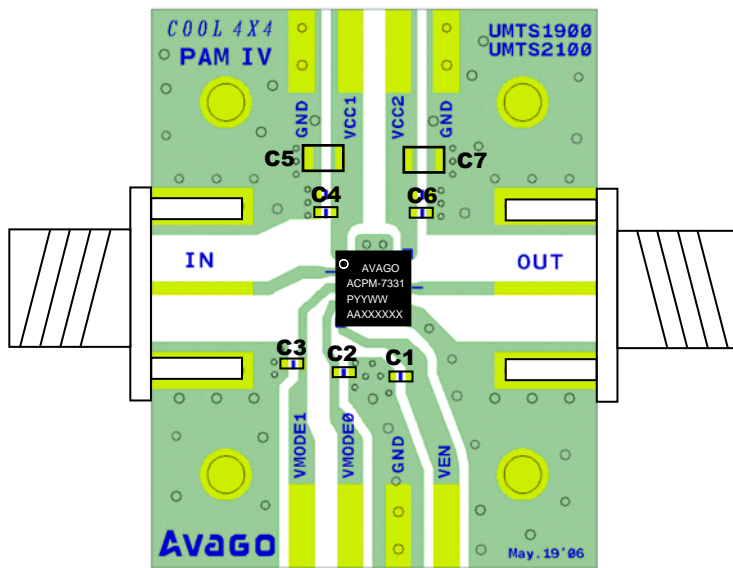 COOL 4X4
PAM IV
UMTS1900
UMTS2100
GND
VCC1
VCC2
GND
C5
C7
C4
C6
IN
OUT
AVAGO
ACPM-7331
PYYWW
AAXXXXXX
C3
C2
C1
VMODE1
VMODE0
GND
VEN
Avago
May.19'06